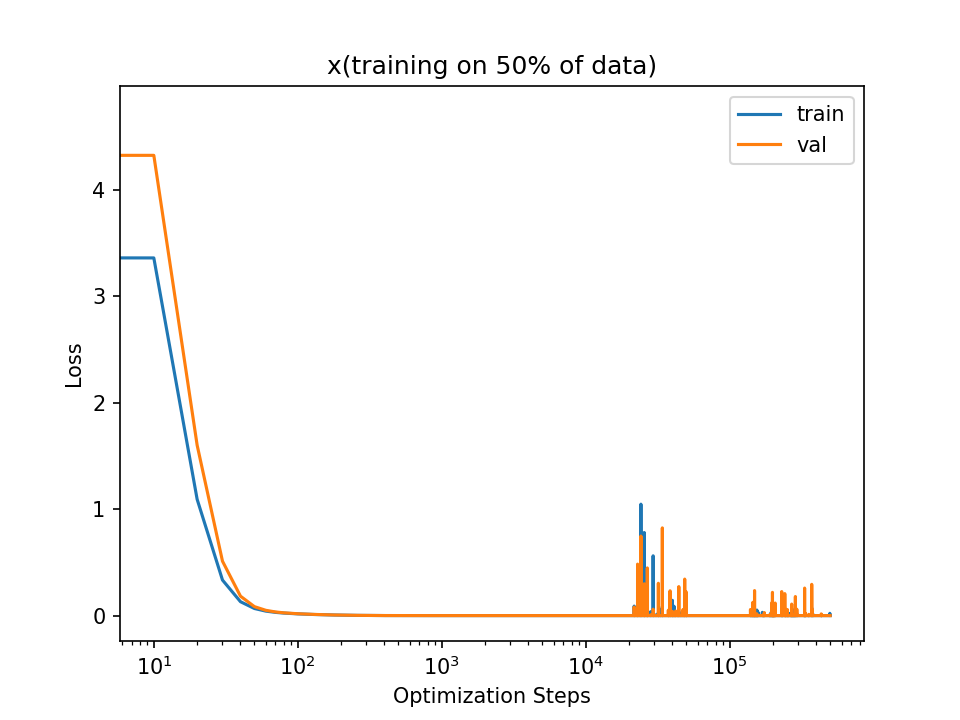 x(training on 50% of data)
train
val
Loss
4
3
2
1
0
10¹
10²
10³
10⁴
10⁵
Optimization Steps